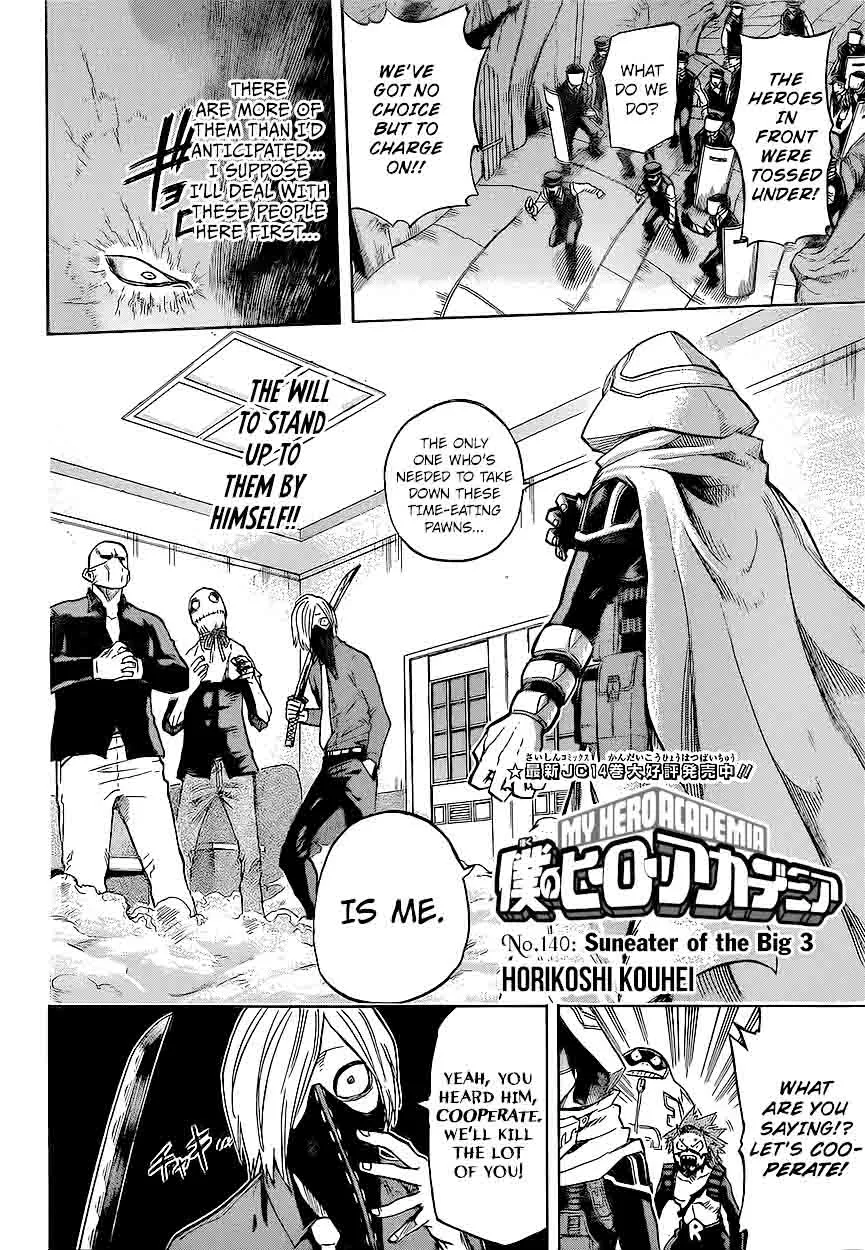 THE
HEROES
IN
FRONT
WERE
TOSSED
UNDER!
WHAT
DO WE
DO?
WE'VE
GOT NO
CHOICE
BUT TO
CHARGE
ON!!
THERE
ARE MORE OF
THEM THAN I'D
ANTICIPATED...
I SUPPOSE
I'LL DEAL WITH
THESE PEOPLE
HERE FIRST...
THE ONLY
ONE WHO'S
NEEDED TO TAKE
DOWN THESE
TIME-EATING
PAWNS...
THE WILL
TO STAND
UP TO
THEM BY
HIMSELF!!
IS ME.
さいしんコミックス かんだいこうひょうはつばいちゅう
★最新JC14巻大好評発売中!!
MY HERO ACADEMIA
僕のヒーローアカデミア
No.140: Suneater of the Big 3
HORIKOSHI KOUHEI
WHAT
ARE YOU
SAYING!?
LET'S COO-
PERATE!
R
YEAH, YOU
HEARD HIM,
COOPERATE.
WE'LL KILL
THE LOT
OF YOU!